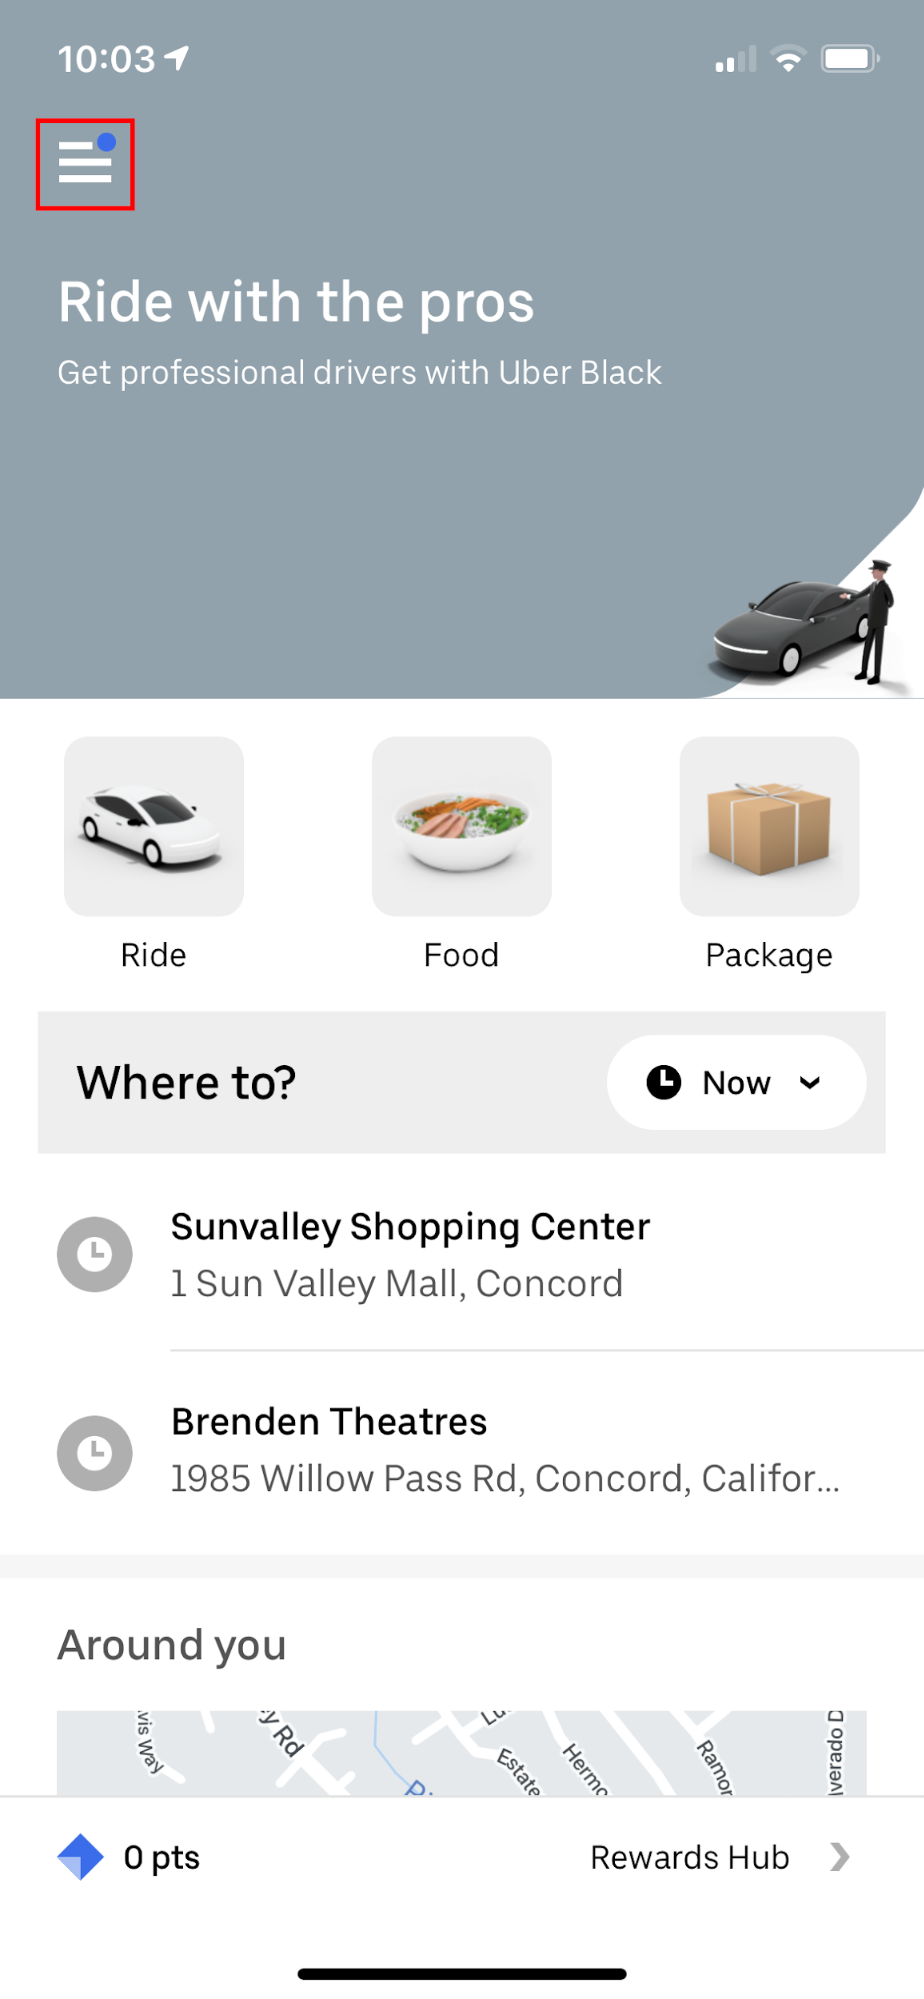 10:03
Ride with the pros
Get professional drivers with Uber Black
Ride
Food
Package
Where to?
Now
Sunvalley Shopping Center
1 Sun Valley Mall, Concord
Brenden Theatres
1985 Willow Pass Rd, Concord, Califor...
Around you
vis Way
y Rd
Lu
Estate
Hermo
Ramor
lverado D
0 pts
Rewards Hub